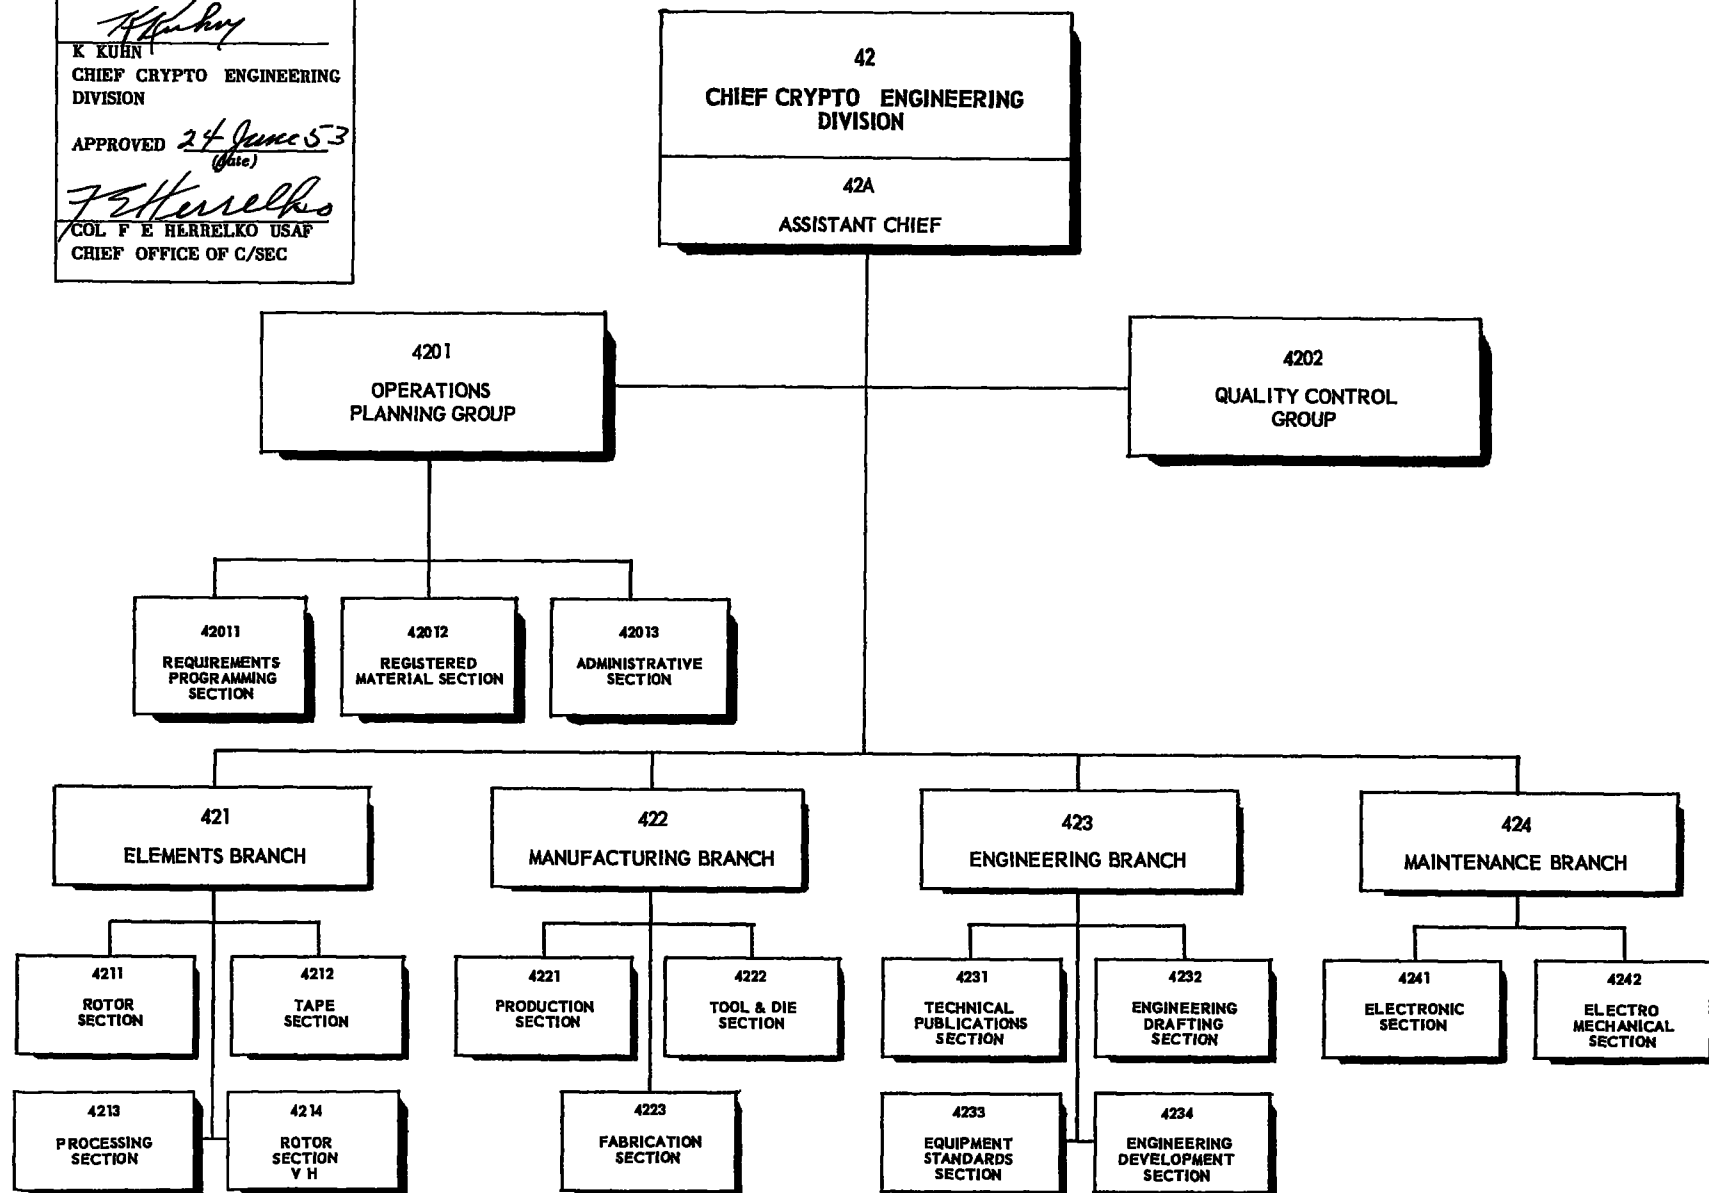 K Kuhn
K KUHN
CHIEF CRYPTO ENGINEERING
DIVISION
APPROVED 24 June 53
(date)
F E Herrelko
COL F E HERRELKO USAF
CHIEF OFFICE OF C/SEC
42
CHIEF CRYPTO ENGINEERING
DIVISION
42A
ASSISTANT CHIEF
4201
OPERATIONS
PLANNING GROUP
4202
QUALITY CONTROL
GROUP
42011
REQUIREMENTS
PROGRAMMING
SECTION
42012
REGISTERED
MATERIAL SECTION
42013
ADMINISTRATIVE
SECTION
421
ELEMENTS BRANCH
422
MANUFACTURING BRANCH
423
ENGINEERING BRANCH
424
MAINTENANCE BRANCH
4211
ROTOR
SECTION
4212
TAPE
SECTION
4221
PRODUCTION
SECTION
4222
TOOL & DIE
SECTION
4231
TECHNICAL
PUBLICATIONS
SECTION
4232
ENGINEERING
DRAFTING
SECTION
4241
ELECTRONIC
SECTION
4242
ELECTRO
MECHANICAL
SECTION
4213
PROCESSING
SECTION
4214
ROTOR
SECTION
V H
4223
FABRICATION
SECTION
4233
EQUIPMENT
STANDARDS
SECTION
4234
ENGINEERING
DEVELOPMENT
SECTION